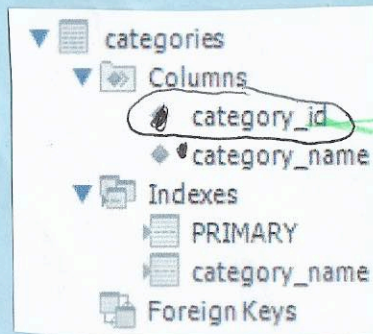 categories
Columns
category_id
category_name
Indexes
PRIMARY
category_name
Foreign Keys